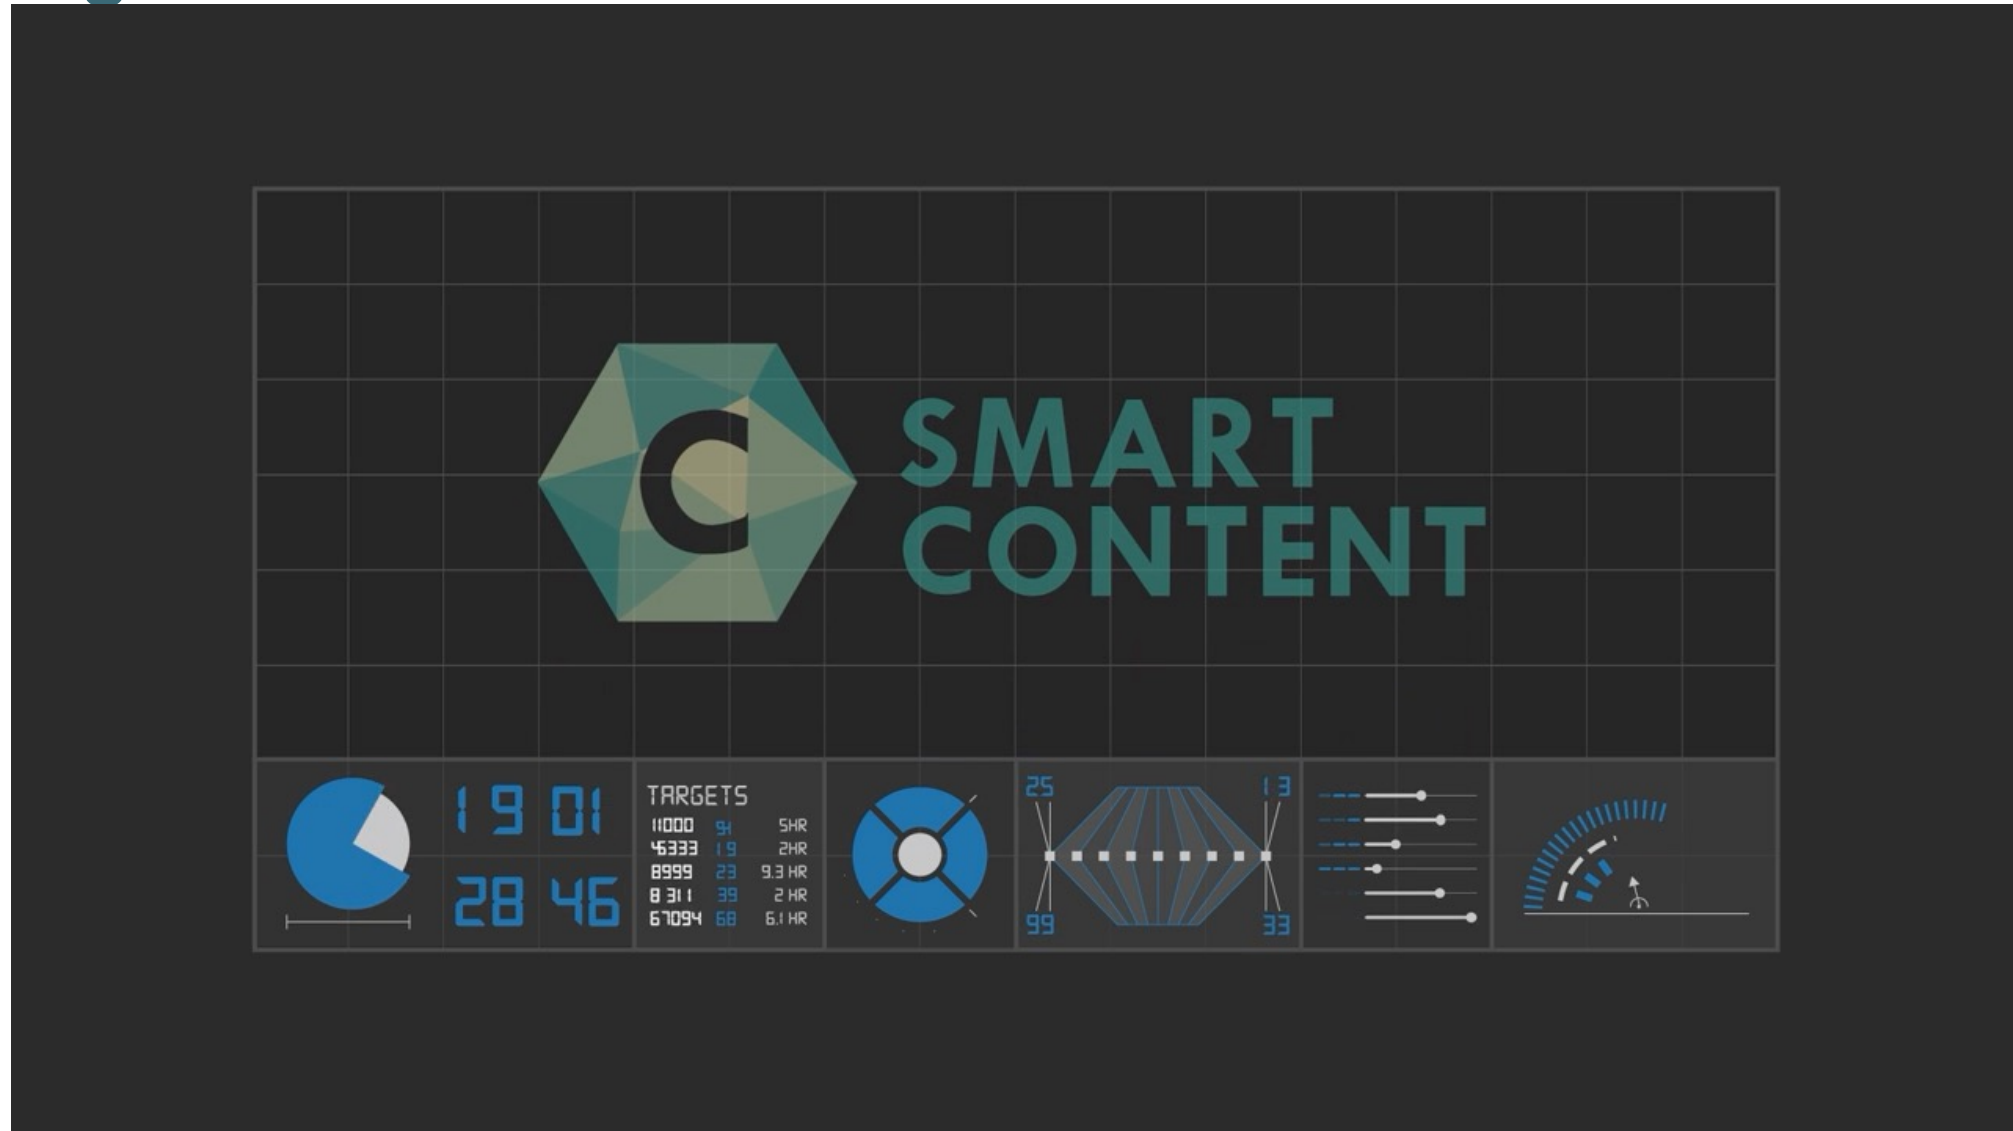 C
SMART
CONTENT
19 01
28 46
TARGETS
11000 94 5HR
46333 19 2HR
8999 23 9.3 HR
8 311 39 2 HR
67094 68 6.1 HR
25 13
99 33